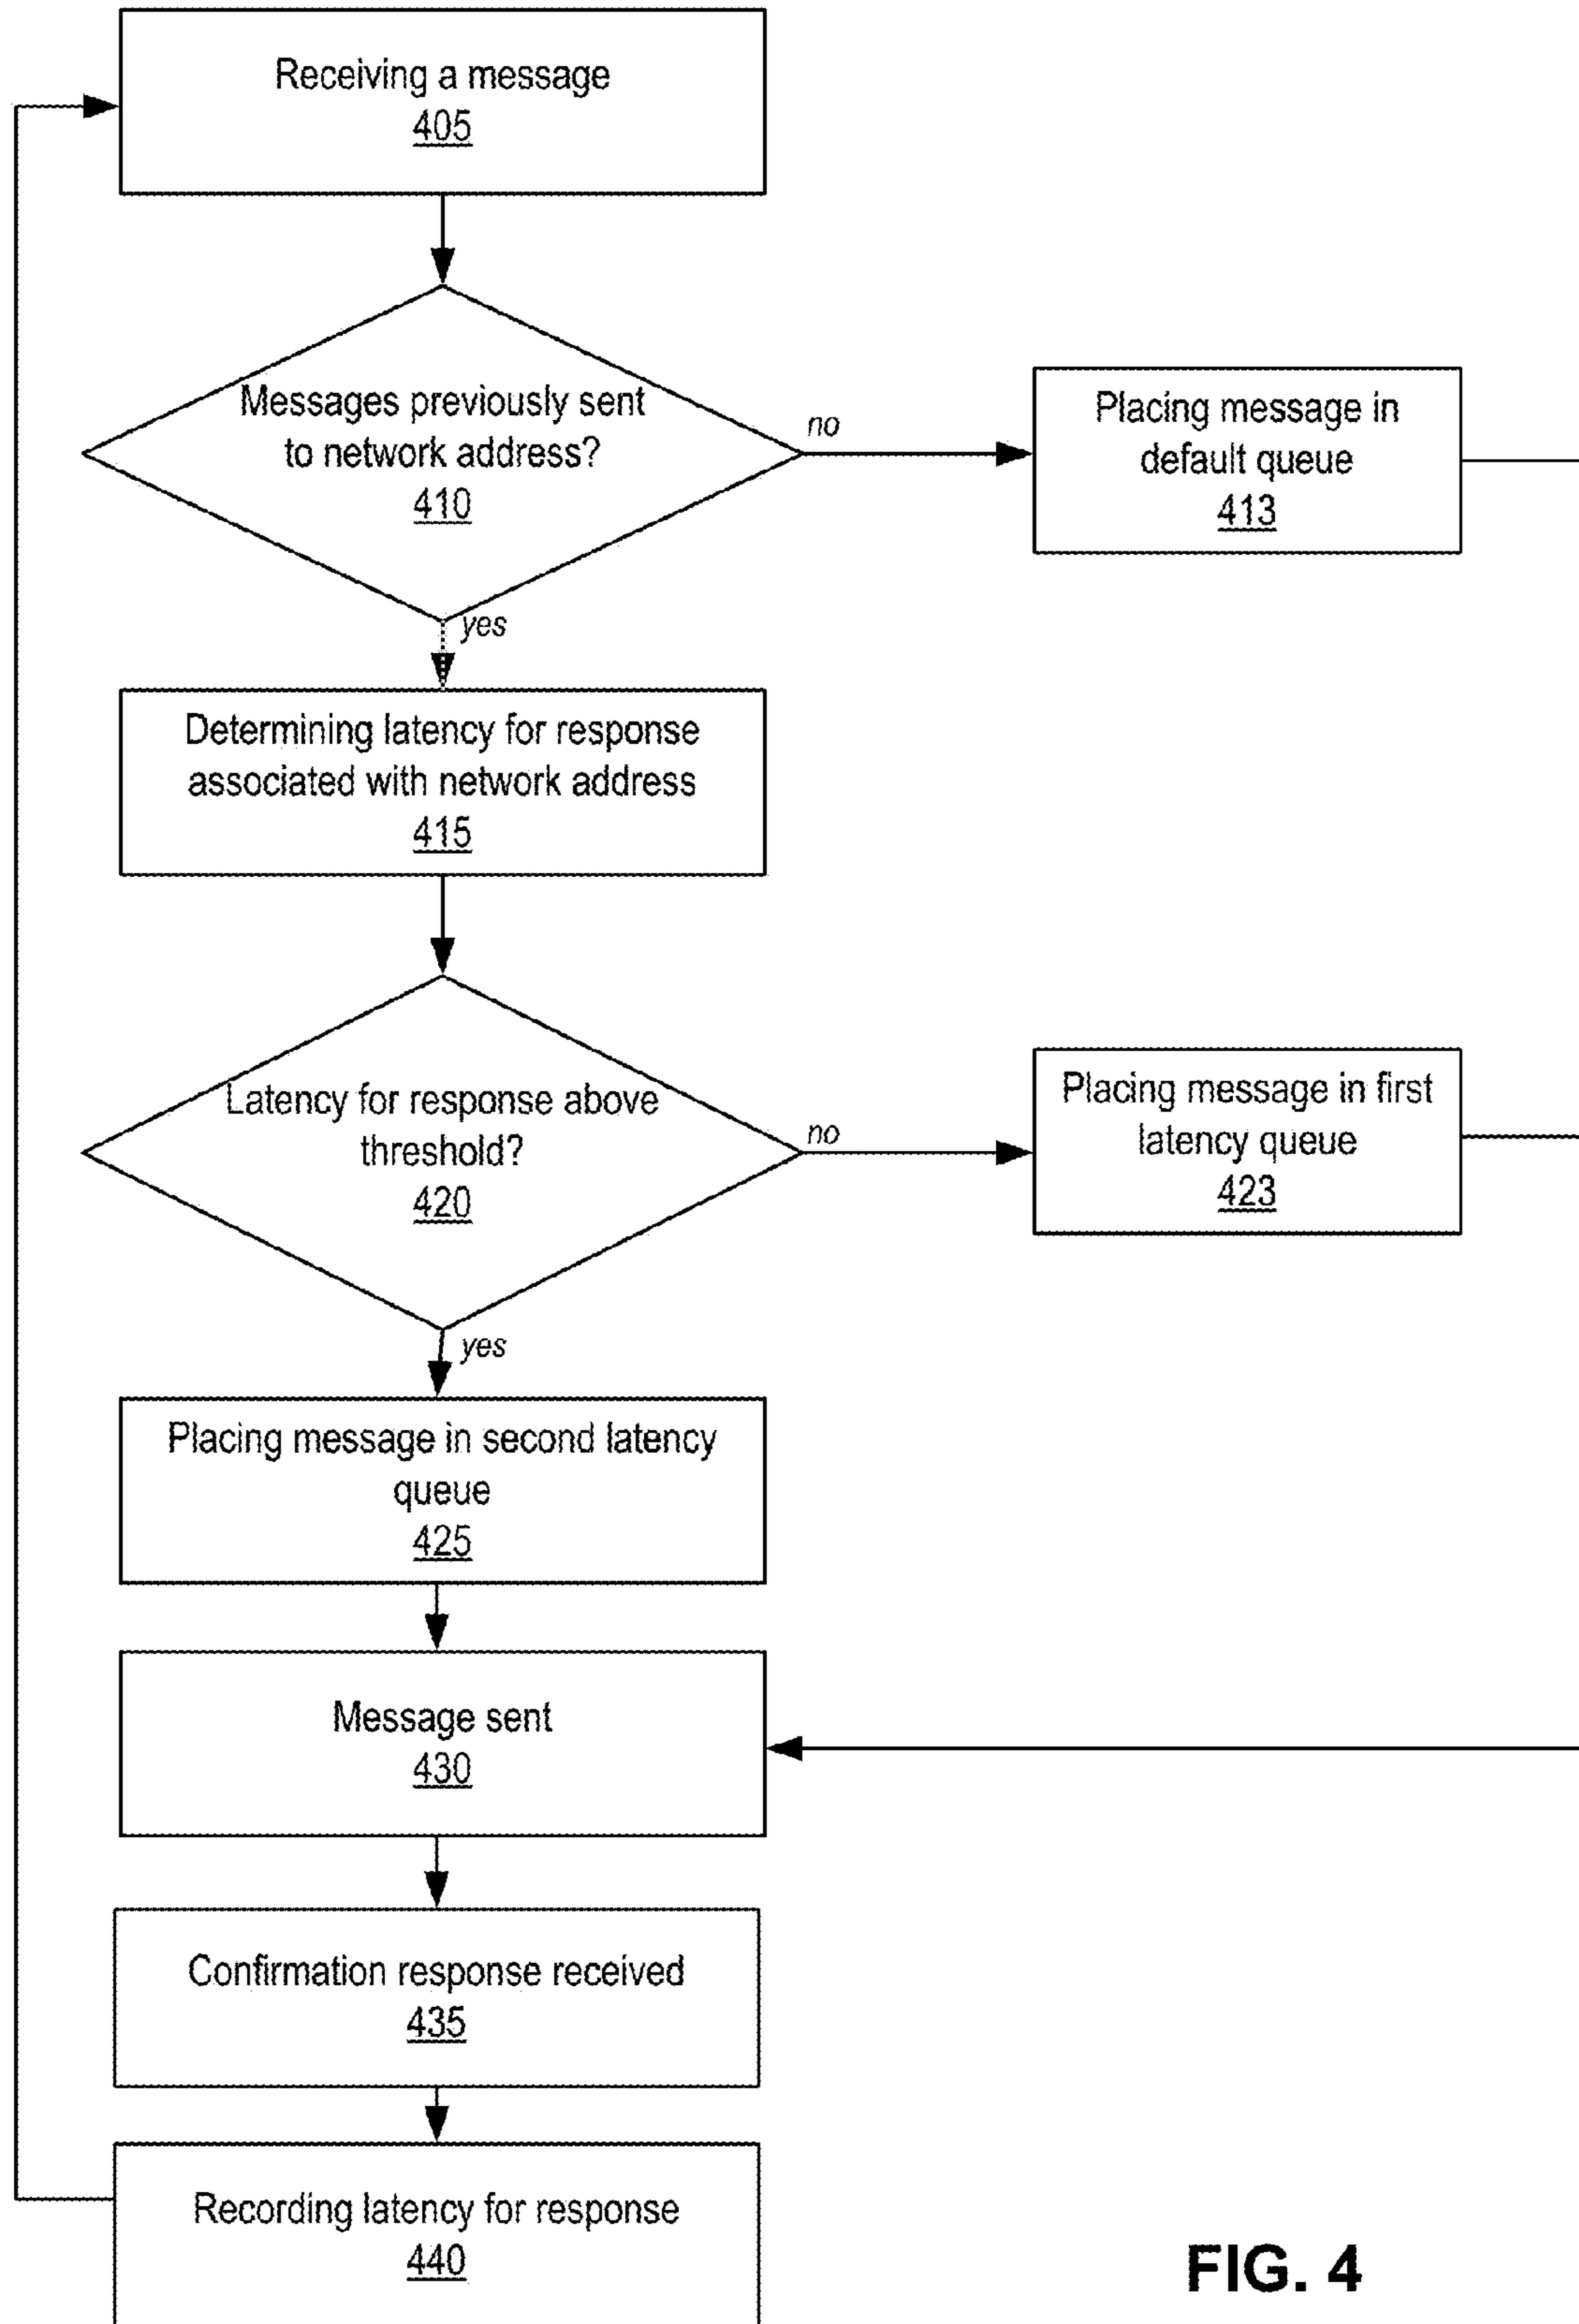 Receiving a message
405
Messages previously sent
to network address?
410
no
Placing message in
default queue
413
yes
Determining latency for response
associated with network address
415
Latency for response above
threshold?
420
no
Placing message in first
latency queue
423
yes
Placing message in second latency
queue
425
Message sent
430
Confirmation response received
435
Recording latency for response
440
FIG. 4